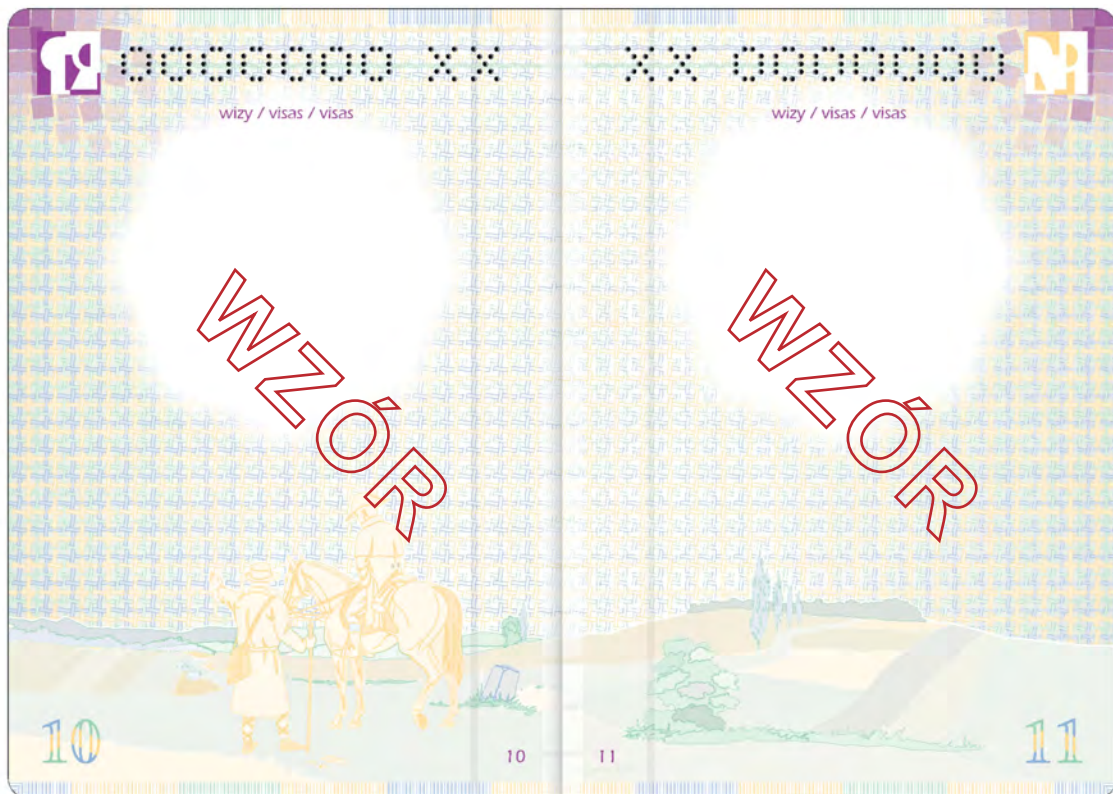 0000000 XX
wizy / visas / visas
WZÓR
10
10
XX 0000000
wizy / visas / visas
WZÓR
11
11